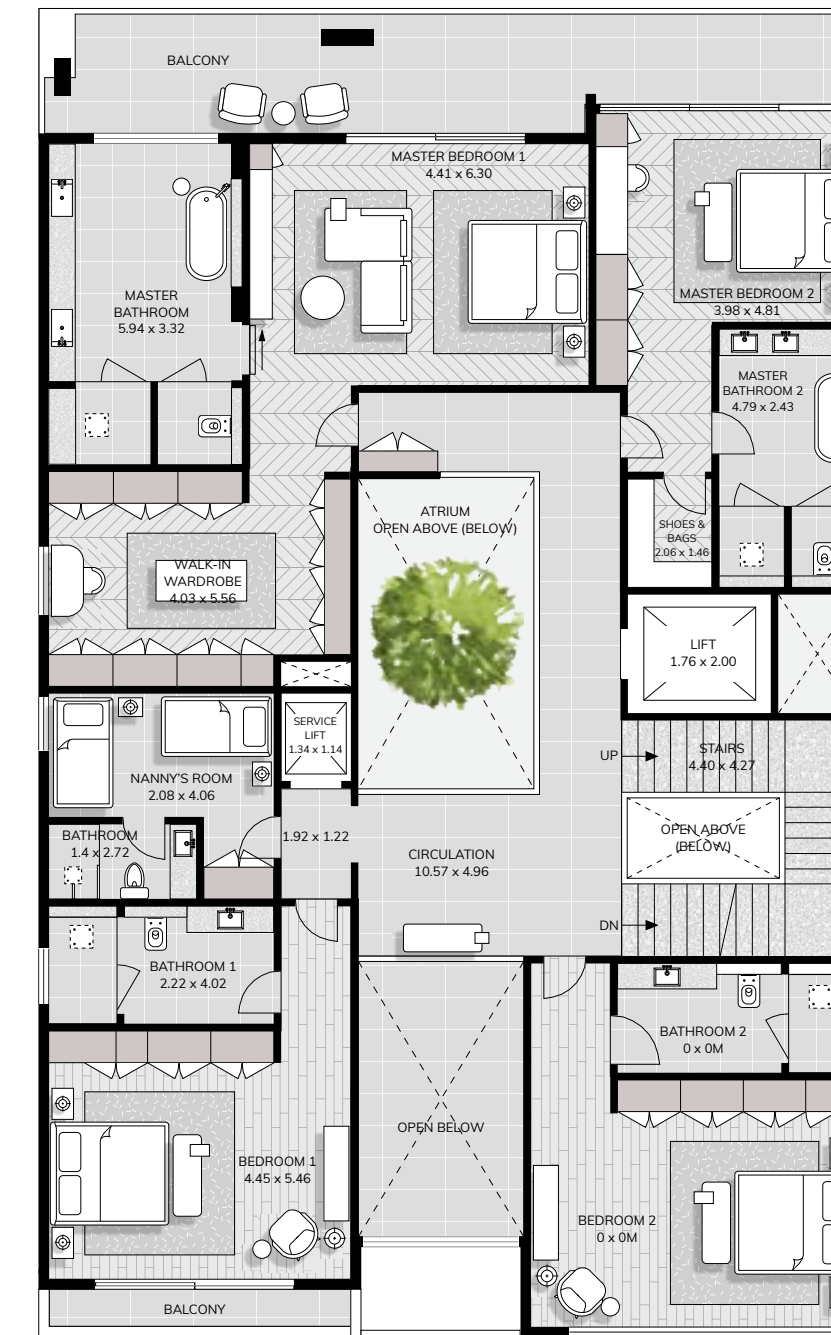 BALCONY
MASTER BEDROOM 1
4.41 x 6.30
MASTER
BATHROOM
5.94 x 3.32
MASTER BEDROOM 2
3.98 x 4.81
MASTER
BATHROOM 2
4.79 x 2.43
ATRIUM
OPEN ABOVE (BELOW)
SHOES &
BAGS
2.06 x 1.46
WALK-IN
WARDROBE
4.03 x 5.56
LIFT
1.76 x 2.00
SERVICE
LIFT
1.34 x 1.14
UP
STAIRS
4.40 x 4.27
NANNY'S ROOM
2.08 x 4.06
BATHROOM
1.4 x 2.72
1.92 x 1.22
OPEN ABOVE
(BELOW)
CIRCULATION
10.57 x 4.96
DN
BATHROOM 1
2.22 x 4.02
BATHROOM 2
0 x 0M
OPEN BELOW
BEDROOM 1
4.45 x 5.46
BEDROOM 2
0 x 0M
BALCONY